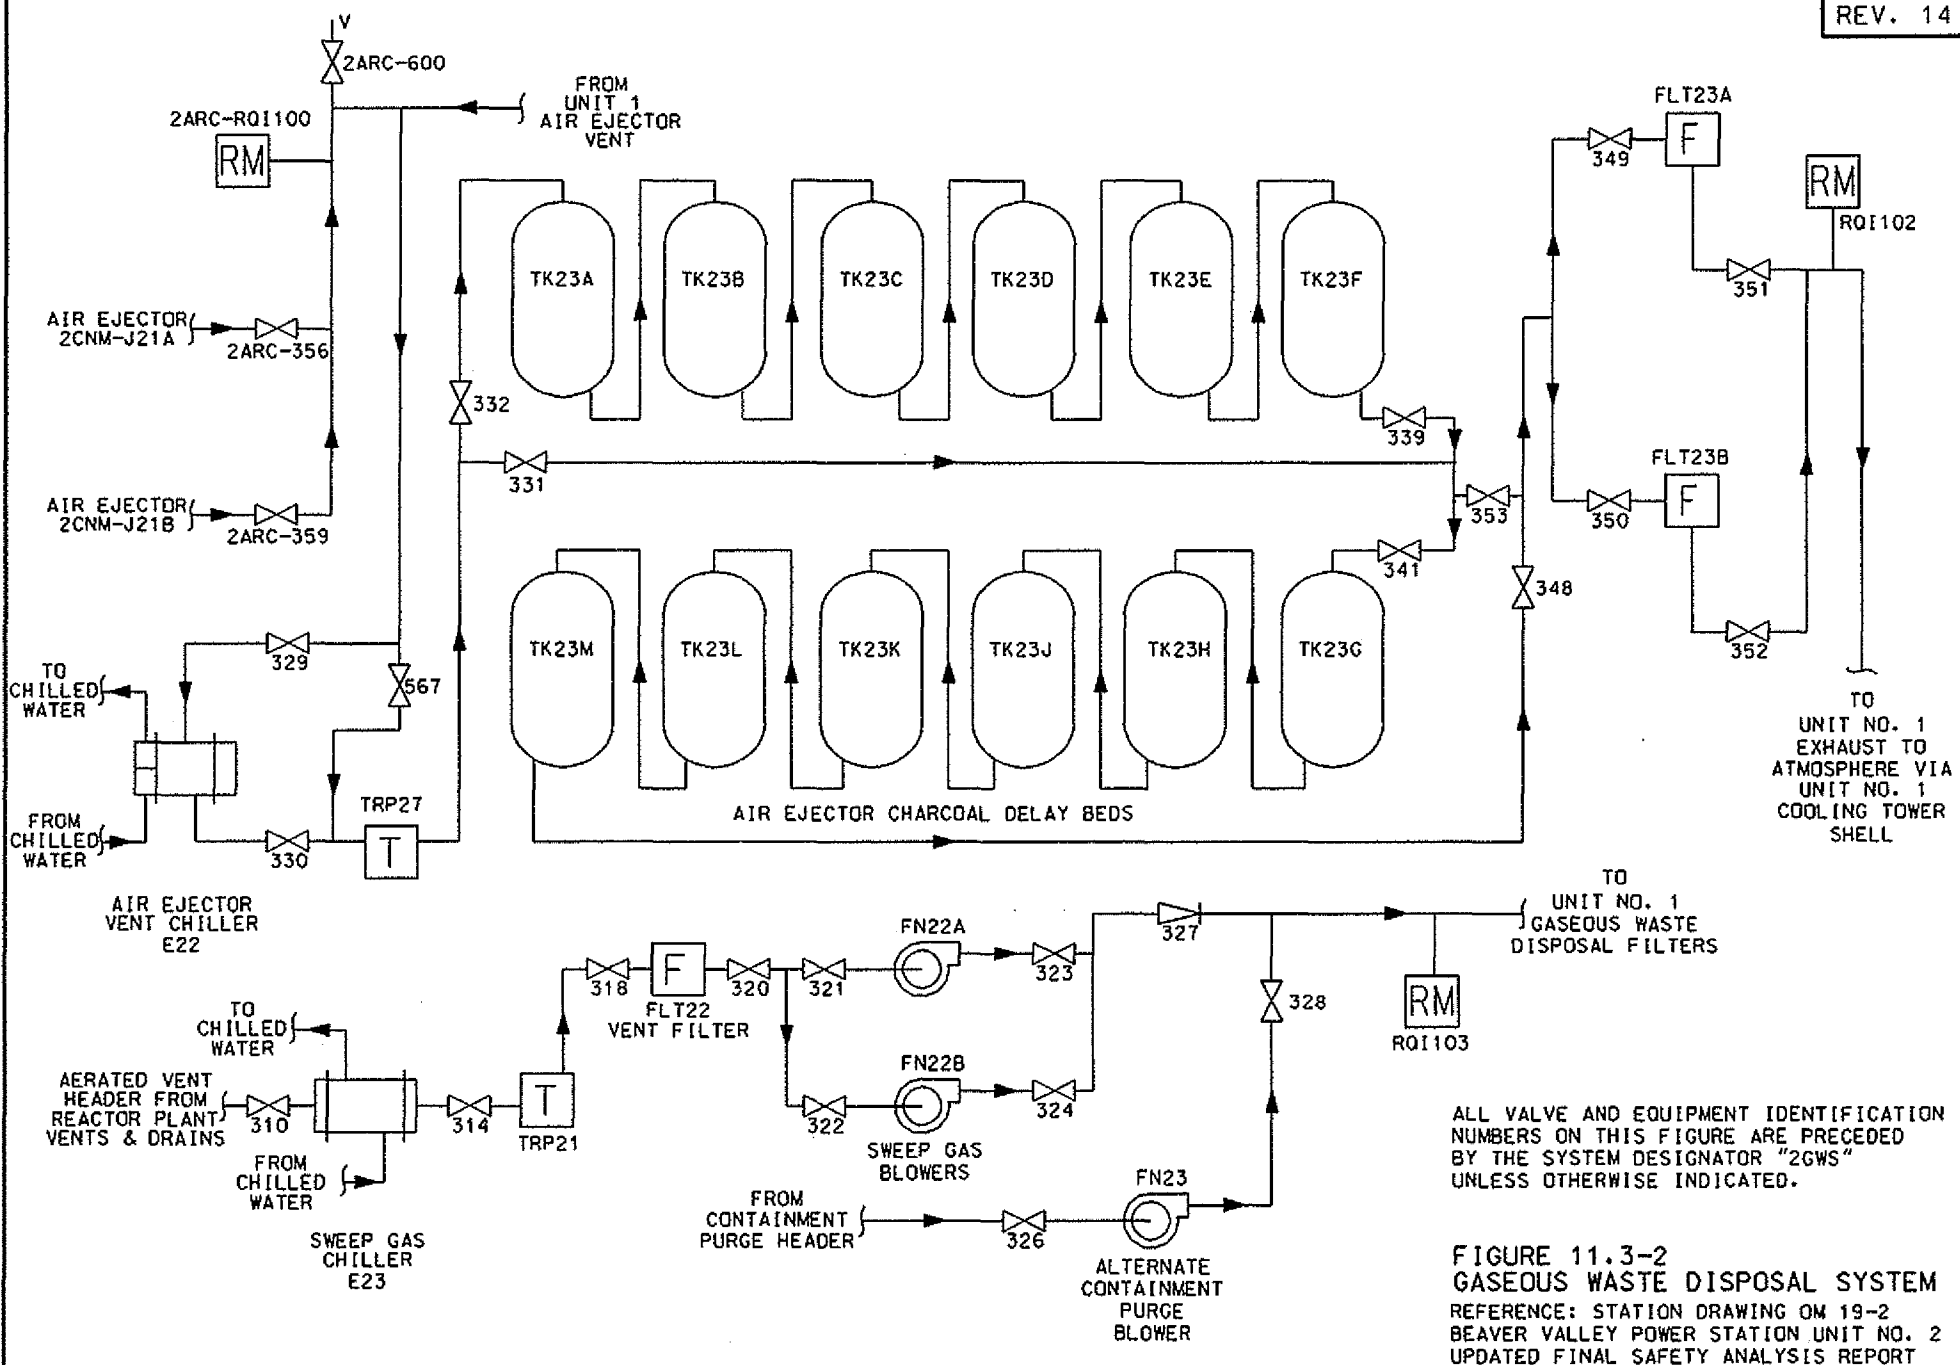 REV. 14
V
2ARC-600
FROM
UNIT 1
AIR EJECTOR
VENT
2ARC-RQI100
RM
AIR EJECTOR
2CNM-J21A
2ARC-356
AIR EJECTOR
2CNM-J21B
2ARC-359
332
331
TK23A
TK23B
TK23C
TK23D
TK23E
TK23F
339
353
341
348
FLT23A
F
349
351
RM
RQI102
FLT23B
F
350
352
TO
UNIT NO. 1
EXHAUST TO
ATMOSPHERE VIA
UNIT NO. 1
COOLING TOWER
SHELL
329
567
TO
CHILLED
WATER
FROM
CHILLED
WATER
330
TRP27
T
AIR EJECTOR
VENT CHILLER
E22
TK23M
TK23L
TK23K
TK23J
TK23H
TK23G
AIR EJECTOR CHARCOAL DELAY BEDS
TO
CHILLED
WATER
AERATED VENT
HEADER FROM
REACTOR PLANT
VENTS & DRAINS
310
314
FROM
CHILLED
WATER
SWEEP GAS
CHILLER
E23
T
TRP21
318
F
FLT22
VENT FILTER
320
321
322
FN22A
323
FN22B
324
SWEEP GAS
BLOWERS
327
328
TO
UNIT NO. 1
GASEOUS WASTE
DISPOSAL FILTERS
RM
RQI103
FROM
CONTAINMENT
PURGE HEADER
326
FN23
ALTERNATE
CONTAINMENT
PURGE
BLOWER
ALL VALVE AND EQUIPMENT IDENTIFICATION
NUMBERS ON THIS FIGURE ARE PRECEDED
BY THE SYSTEM DESIGNATOR "2GWS"
UNLESS OTHERWISE INDICATED.
FIGURE 11.3-2
GASEOUS WASTE DISPOSAL SYSTEM
REFERENCE: STATION DRAWING OM 19-2
BEAVER VALLEY POWER STATION UNIT NO. 2
UPDATED FINAL SAFETY ANALYSIS REPORT